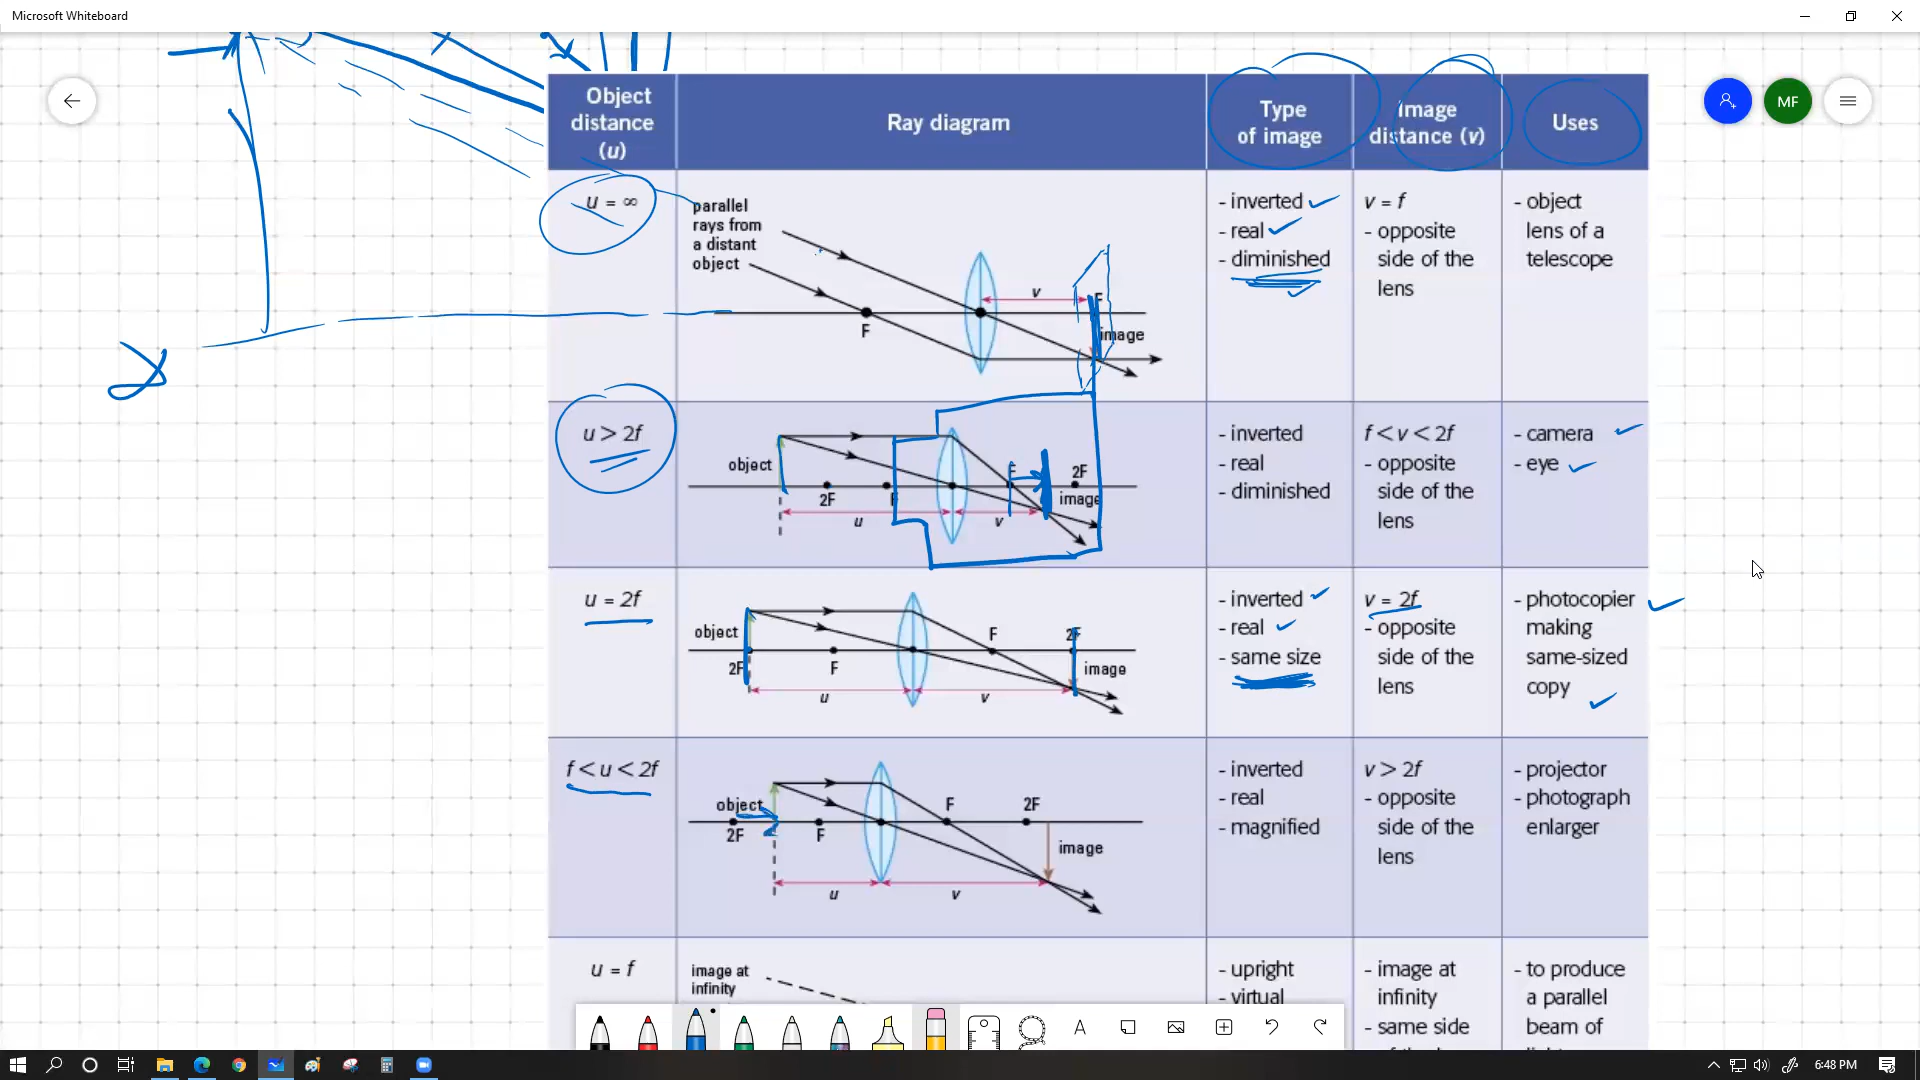 Microsoft Whiteboard
MF
Object
distance
(u)
Ray diagram
Type
of image
Image
distance (v)
Uses
u = ∞
parallel
rays from
a distant
object
F
v
F
image
- inverted
- real
- diminished
v = f
- opposite
side of the
lens
- object
lens of a
telescope
u > 2f
object
2F
F
F
2F
image
u
v
- inverted
- real
- diminished
f < v < 2f
- opposite
side of the
lens
- camera
- eye
u = 2f
object
2F
F
F
2F
image
u
v
- inverted
- real
- same size
v = 2f
- opposite
side of the
lens
- photocopier
making
same-sized
copy
f < u < 2f
object
2F
F
F
2F
image
u
v
- inverted
- real
- magnified
v > 2f
- opposite
side of the
lens
- projector
- photograph
enlarger
u = f
image at
infinity
- upright
- virtual
- image at
infinity
- same side
- to produce
a parallel
beam of
A
6:48 PM